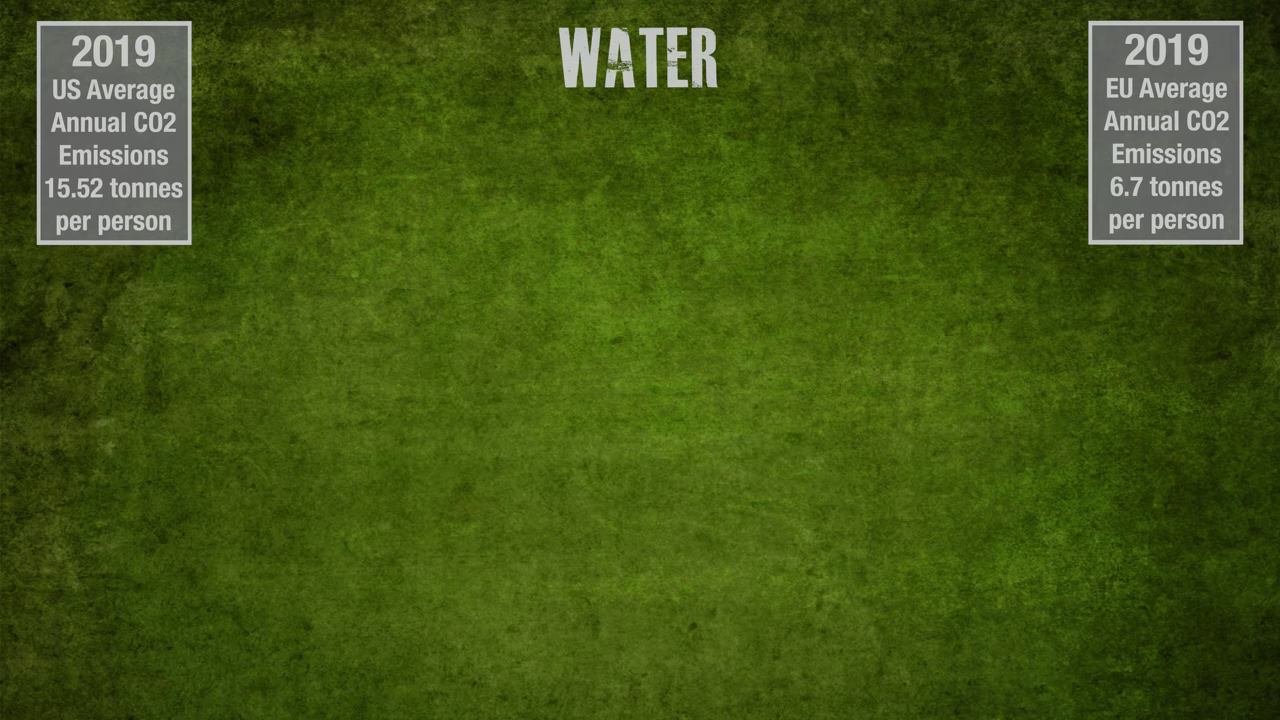 WATER
2019
US Average
Annual CO2
Emissions
15.52 tonnes
per person
2019
EU Average
Annual CO2
Emissions
6.7 tonnes
per person